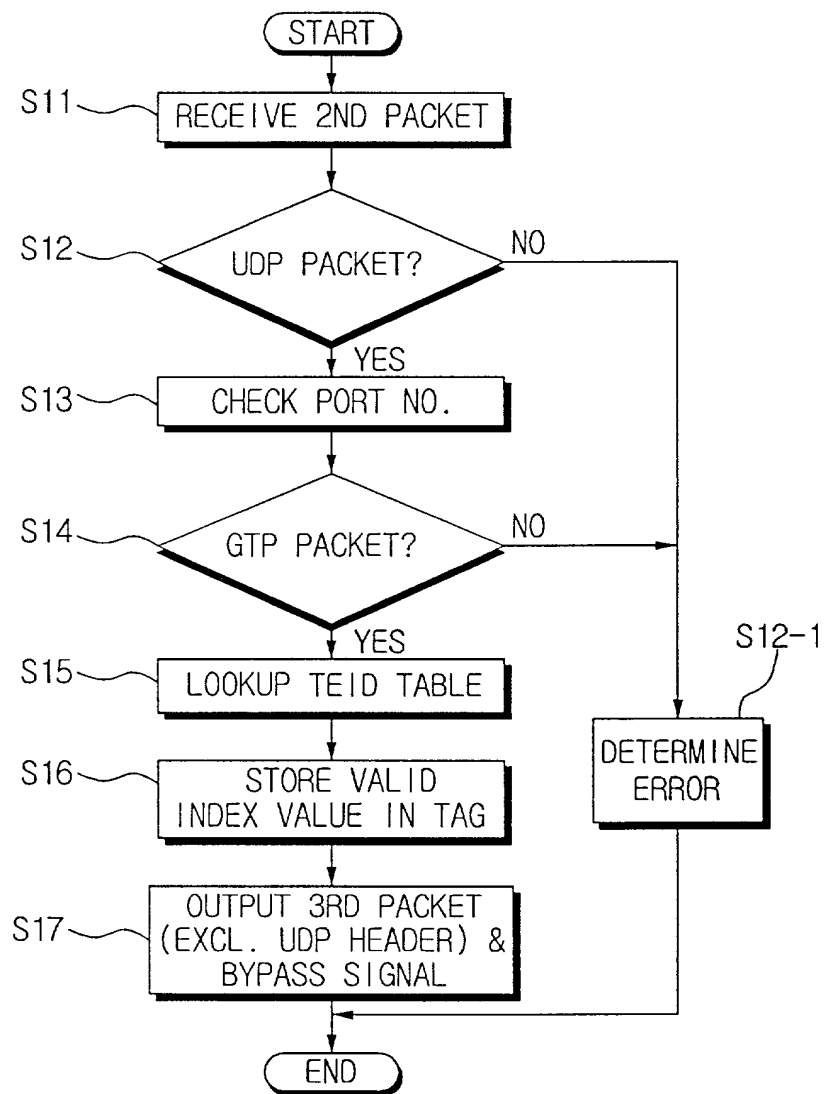 START
S11
RECEIVE 2ND PACKET
S12
UDP PACKET?
NO
YES
S13
CHECK PORT NO.
S14
GTP PACKET?
NO
YES
S12-1
S15
LOOKUP TEID TABLE
DETERMINE
ERROR
S16
STORE VALID
INDEX VALUE IN TAG
S17
OUTPUT 3RD PACKET
(EXCL. UDP HEADER) &
BYPASS SIGNAL
END